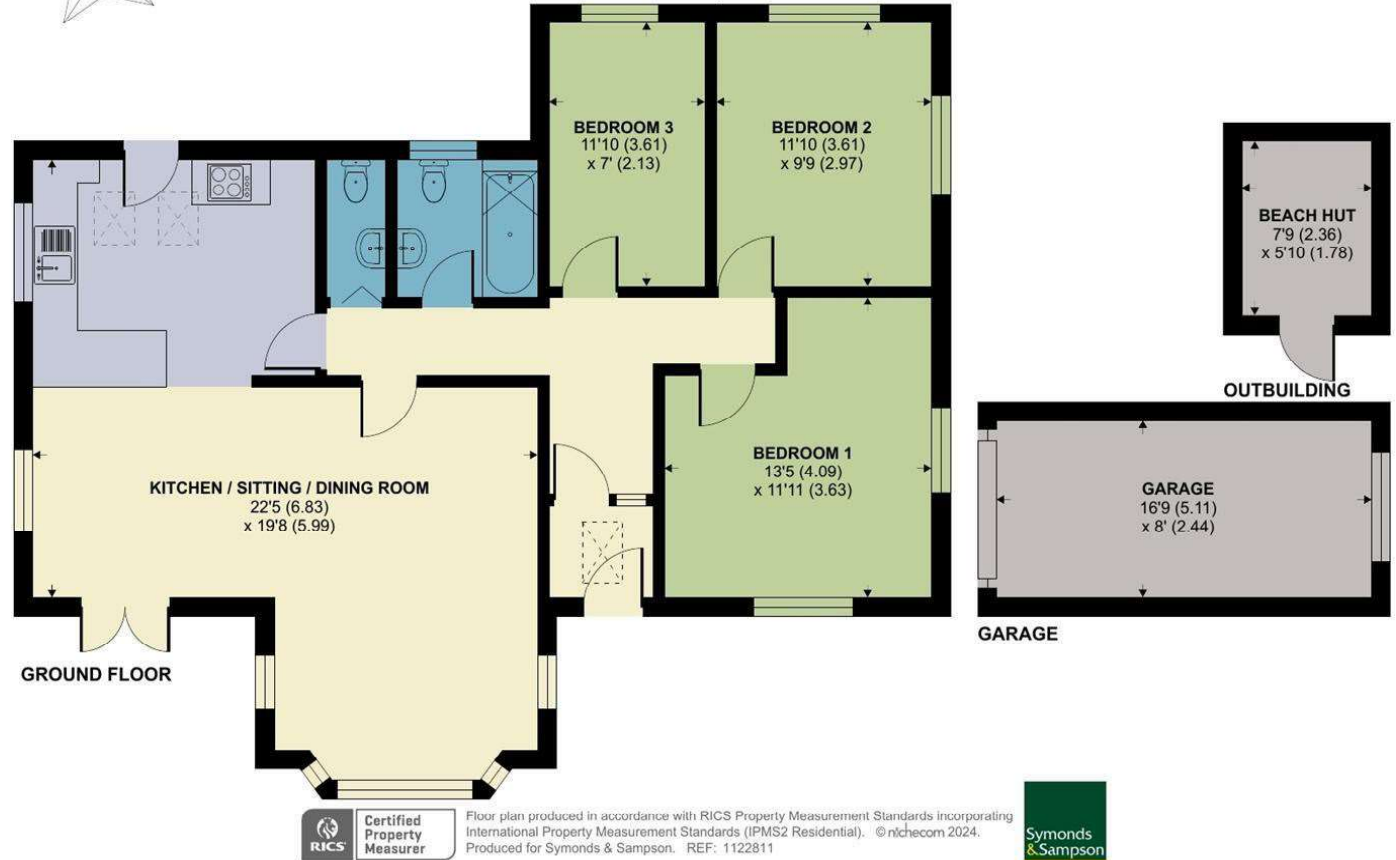 BEDROOM 3
11'10 (3.61)
x 7' (2.13)
BEDROOM 2
11'10 (3.61)
x 9'9 (2.97)
BEACH HUT
7'9 (2.36)
x 5'10 (1.78)
OUTBUILDING
KITCHEN / SITTING / DINING ROOM
22'5 (6.83)
x 19'8 (5.99)
BEDROOM 1
13'5 (4.09)
x 11'11 (3.63)
GARAGE
16'9 (5.11)
x 8' (2.44)
GARAGE
GROUND FLOOR
RICS
Certified
Property
Measurer
Floor plan produced in accordance with RICS Property Measurement Standards incorporating
International Property Measurement Standards (IPMS2 Residential). © nichecom 2024.
Produced for Symonds & Sampson. REF: 1122811
Symonds
&Sampson